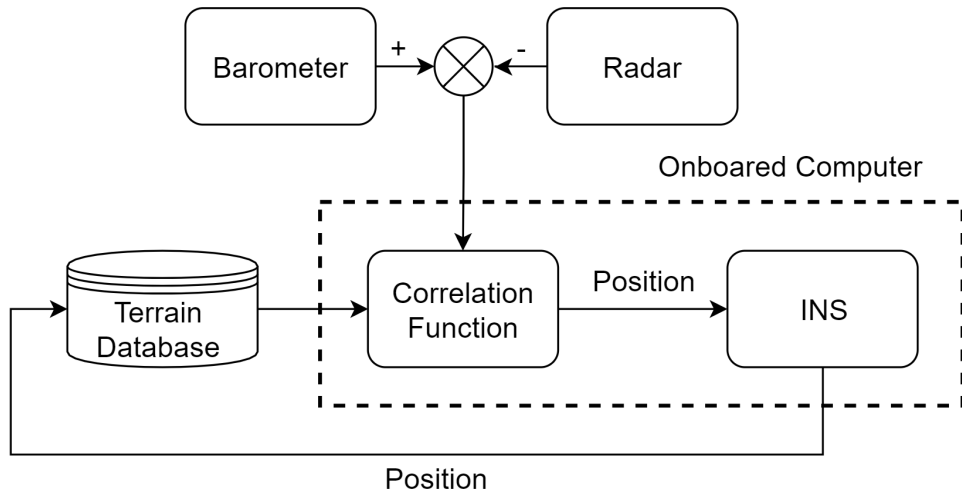 Barometer
+
-
Radar
Onboared Computer
Terrain
Database
Correlation
Function
Position
INS
Position